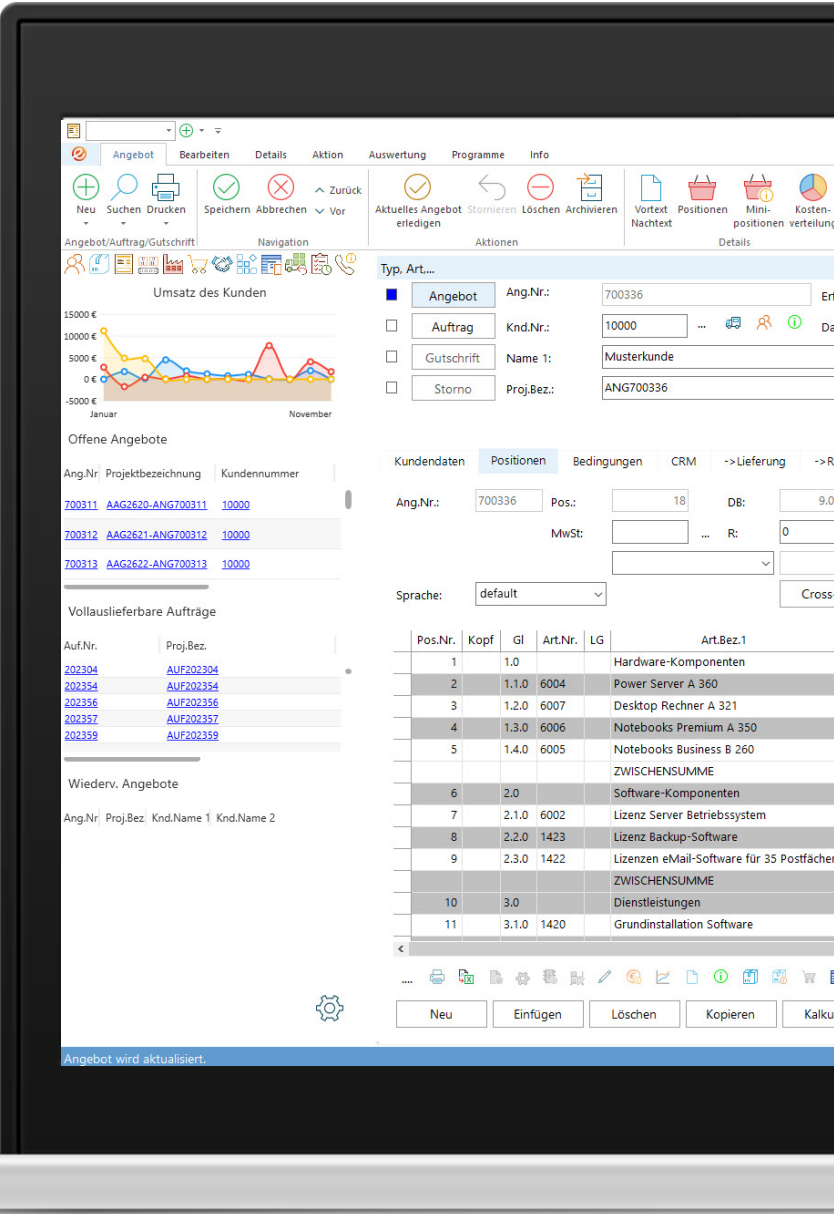 Angebot Bearbeiten Details Aktion Auswertung Programme Info
Neu Suchen Drucken Speichern Abbrechen Zurück
Vor
Aktuelles Angebot erledigen Stornieren Löschen Archivieren
Vortext Nachtext Positionen Mini-positionen Kosten-verteilung
Angebot/Auftrag/Gutschrift Navigation Aktionen Details
Umsatz des Kunden
15000 €
10000 €
5000 €
0 €
-5000 €
Januar November
Offene Angebote
Ang.Nr Projektbezeichnung Kundennummer
700311 AAG2620-ANG700311 10000
700312 AAG2621-ANG700312 10000
700313 AAG2622-ANG700313 10000
Vollauslieferbare Aufträge
Auf.Nr. Proj.Bez.
202304 AUF202304
202354 AUF202354
202356 AUF202356
202357 AUF202357
202359 AUF202359
Wiederv. Angebote
Ang.Nr Proj.Bez Knd.Name 1 Knd.Name 2
Typ, Art,...
Angebot Ang.Nr.: 700336
Auftrag Knd.Nr.: 10000 ...
Gutschrift Name 1: Musterkunde
Storno Proj.Bez.: ANG700336
Kundendaten Positionen Bedingungen CRM ->Lieferung ->R
Ang.Nr.: 700336 Pos.: 18 DB: 9.0
MwSt: ... R: 0
Sprache: default Cross-
Pos.Nr. Kopf Gl Art.Nr. LG Art.Bez.1
1 1.0 Hardware-Komponenten
2 1.1.0 6004 Power Server A 360
3 1.2.0 6007 Desktop Rechner A 321
4 1.3.0 6006 Notebooks Premium A 350
5 1.4.0 6005 Notebooks Business B 260
ZWISCHENSUMME
6 2.0 Software-Komponenten
7 2.1.0 6002 Lizenz Server Betriebssystem
8 2.2.0 1423 Lizenz Backup-Software
9 2.3.0 1422 Lizenzen eMail-Software für 35 Postfächer
ZWISCHENSUMME
10 3.0 Dienstleistungen
11 3.1.0 1420 Grundinstallation Software
....
Neu Einfügen Löschen Kopieren Kalku
Angebot wird aktualisiert.